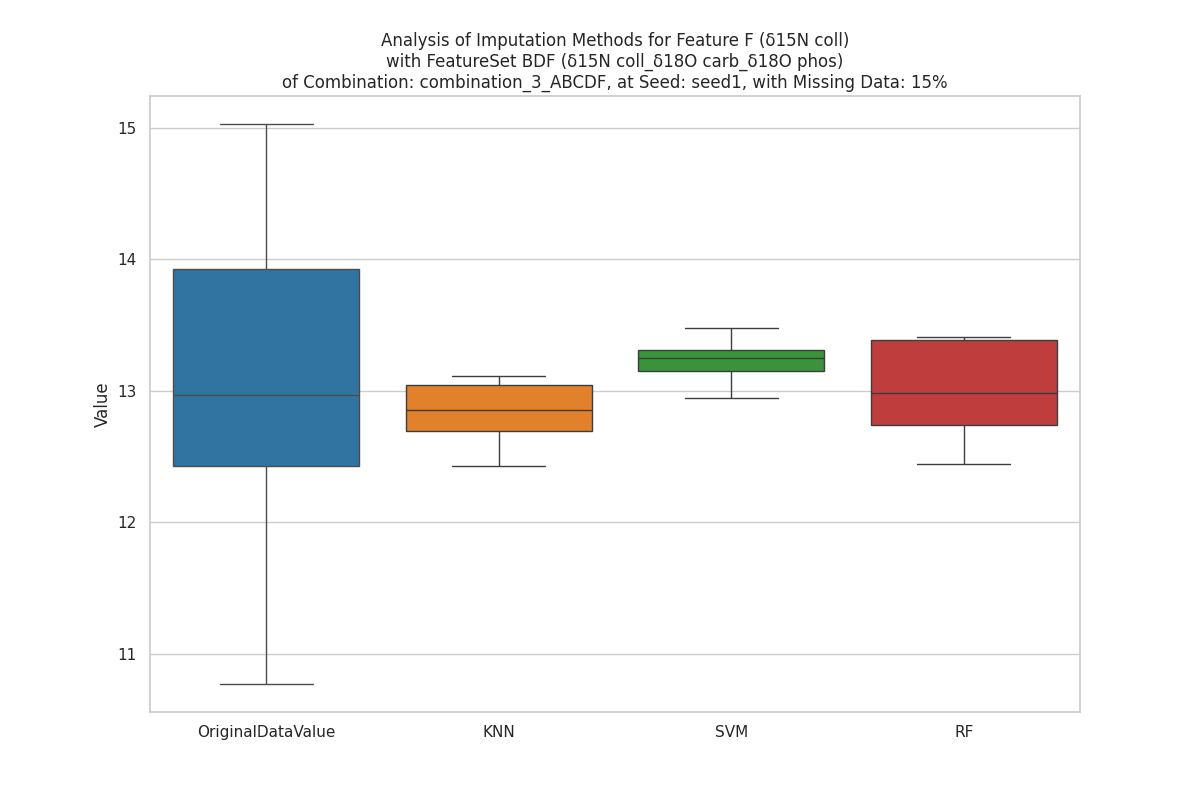 Analysis of Imputation Methods for Feature F (δ15N coll)
with FeatureSet BDF (δ15N coll_δ18O carb_δ18O phos)
of Combination: combination_3_ABCDF, at Seed: seed1, with Missing Data: 15%
15
14
13
12
11
Value
OriginalDataValue
KNN
SVM
RF